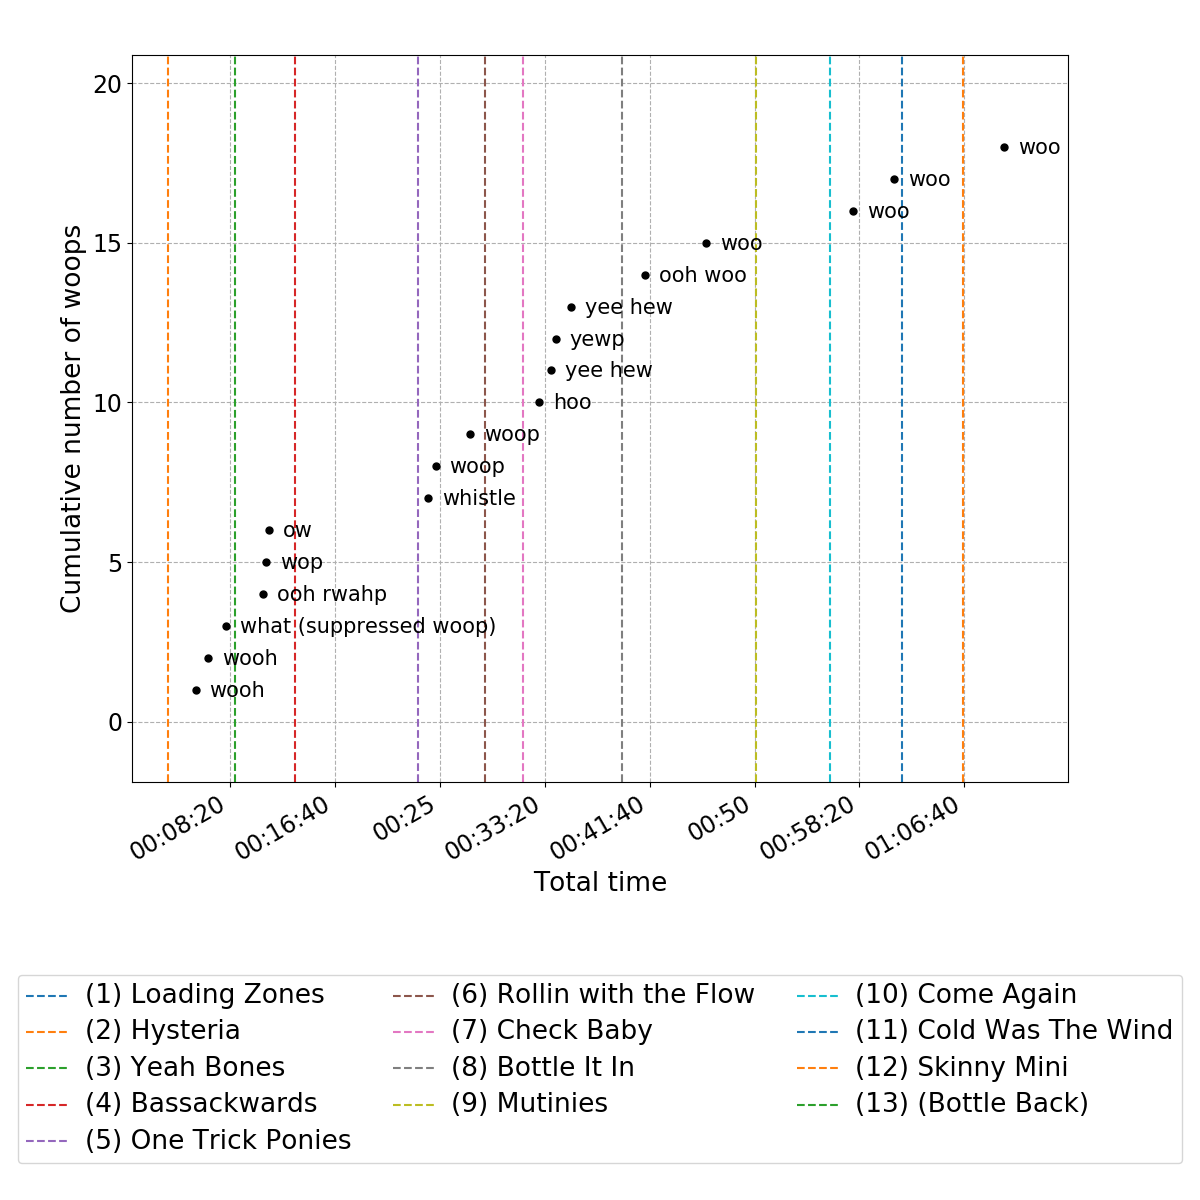 20
woo
woo
woo
15
woo
ooh woo
yee hew
yewp
yee hew
10
hoo
woop
woop
whistle
ow
5
wop
ooh rwahp
what (suppressed woop)
wooh
wooh
0
Cumulative number of woops
00:08:20
00:16:40
00:25
00:33:20
00:41:40
00:50
00:58:20
01:06:40
Total time
(1) Loading Zones
(2) Hysteria
(3) Yeah Bones
(4) Bassackwards
(5) One Trick Ponies
(6) Rollin with the Flow
(7) Check Baby
(8) Bottle It In
(9) Mutinies
(10) Come Again
(11) Cold Was The Wind
(12) Skinny Mini
(13) (Bottle Back)